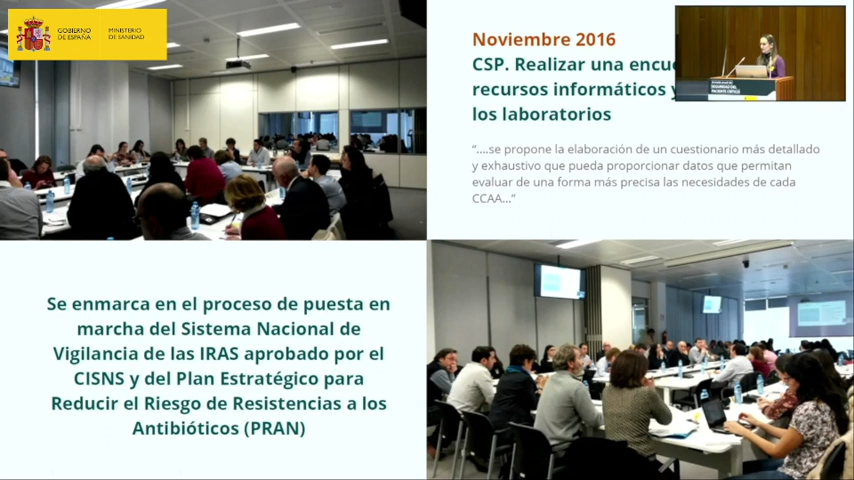 GOBIERNO
DE ESPAÑA
MINISTERIO
DE SANIDAD
Noviembre 2016
CSP. Realizar una encue
recursos informáticos y
los laboratorios
“....se propone la elaboración de un cuestionario más detallado
y exhaustivo que pueda proporcionar datos que permitan
evaluar de una forma más precisa las necesidades de cada
CCAA...”
Se enmarca en el proceso de puesta en
marcha del Sistema Nacional de
Vigilancia de las IRAS aprobado por el
CISNS y del Plan Estratégico para
Reducir el Riesgo de Resistencias a los
Antibióticos (PRAN)